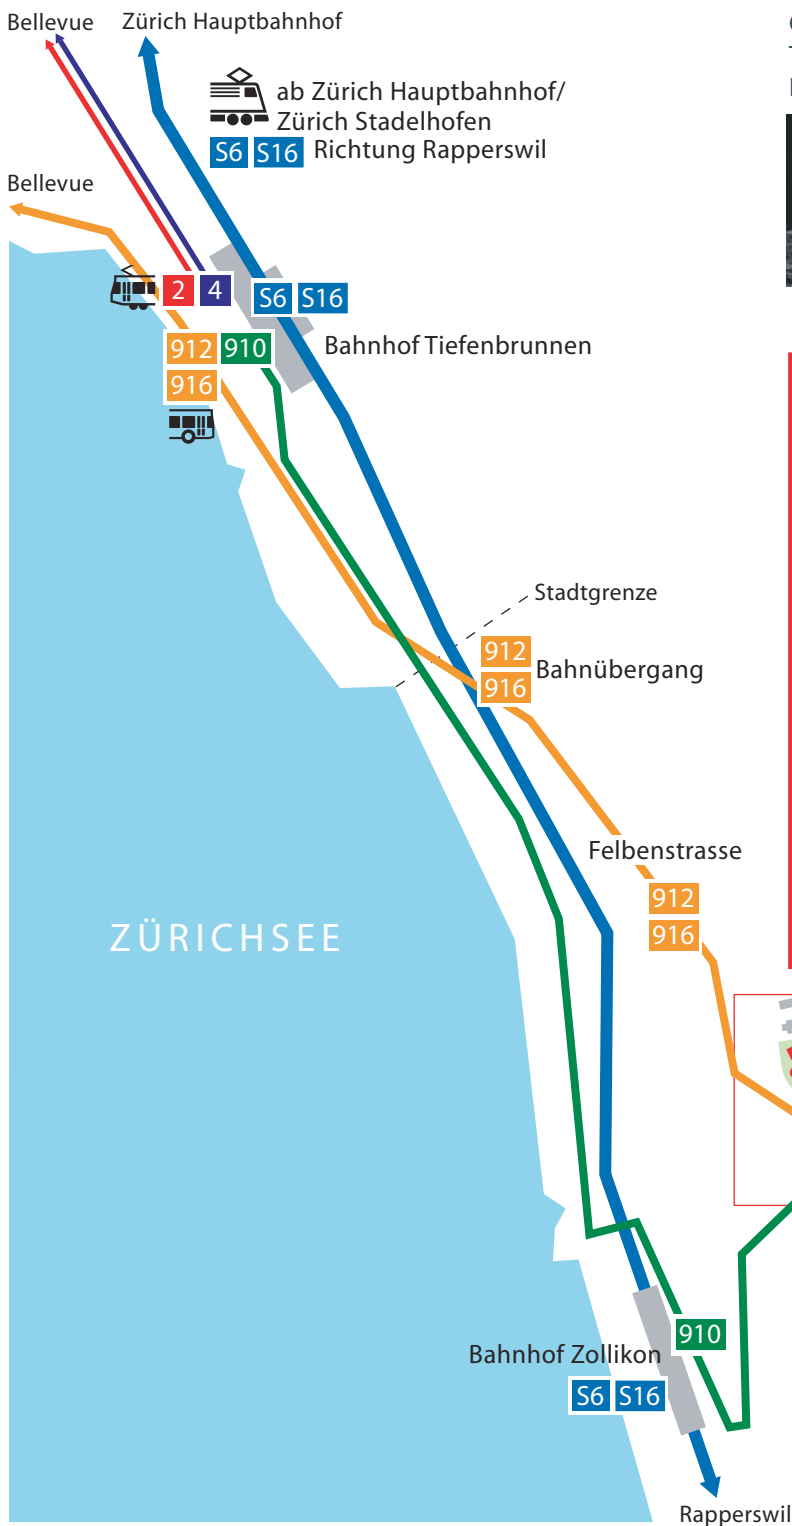 Bellevue
Zürich Hauptbahnhof
ab Zürich Hauptbahnhof/
Zürich Stadelhofen
S6 S16 Richtung Rapperswil
Bellevue
2 4
S6 S16
912 910
Bahnhof Tiefenbrunnen
916
Stadtgrenze
912
Bahnübergang
916
Felbenstrasse
912
ZÜRICHSEE
916
910
Bahnhof Zollikon
S6 S16
Rapperswil